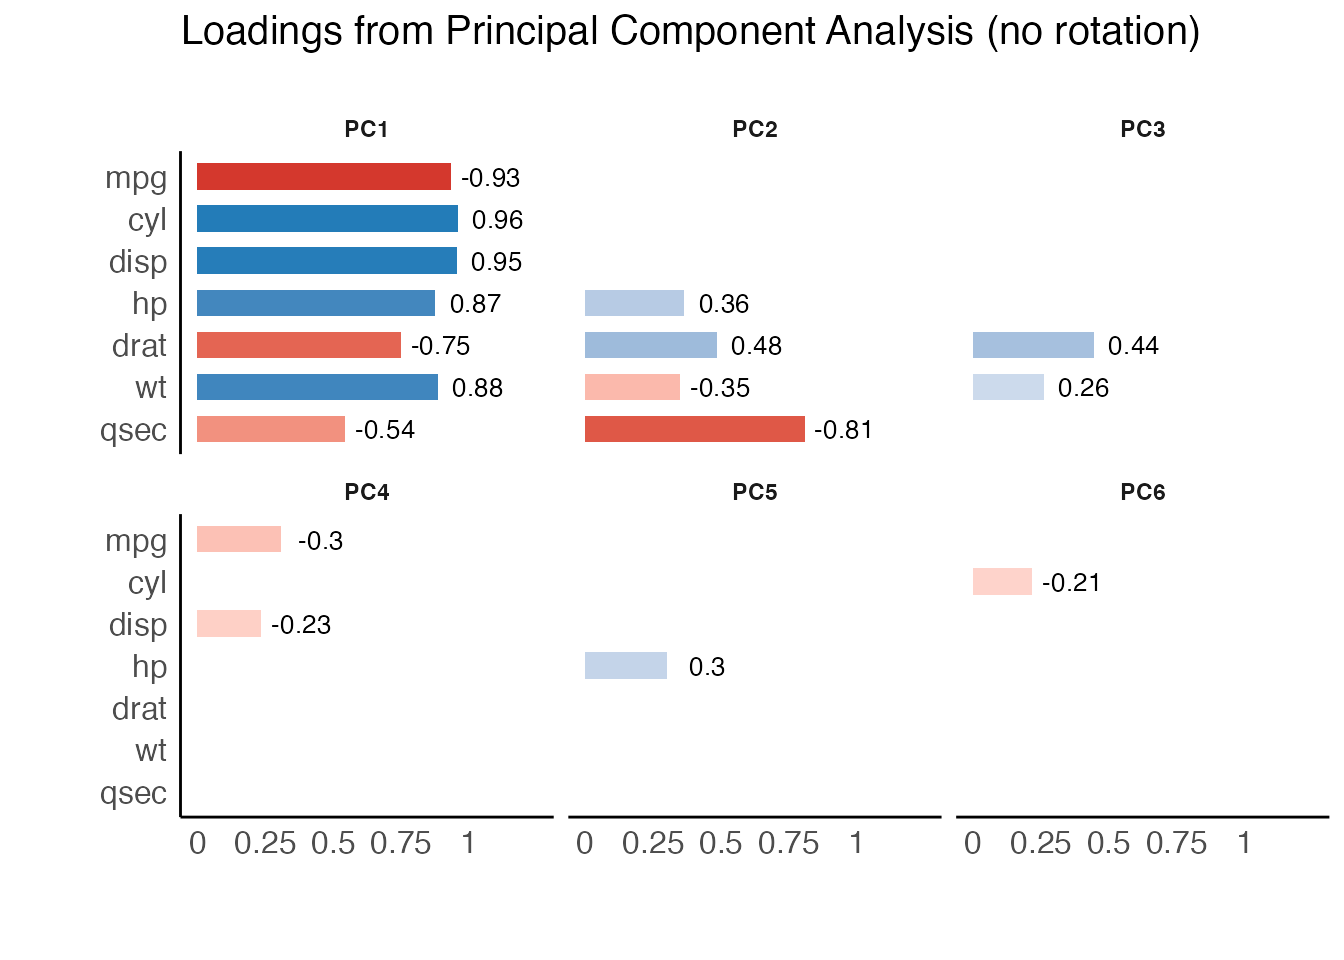 Loadings from Principal Component Analysis (no rotation)
PC1 PC2 PC3
mpg -0.93
cyl 0.96
disp 0.95
hp 0.87 0.36
drat -0.75 0.48 0.44
wt 0.88 -0.35 0.26
qsec -0.54 -0.81
PC4 PC5 PC6
mpg -0.3
cyl -0.21
disp -0.23
hp 0.3
drat
wt
qsec
0 0.25 0.5 0.75 1 0 0.25 0.5 0.75 1 0 0.25 0.5 0.75 1